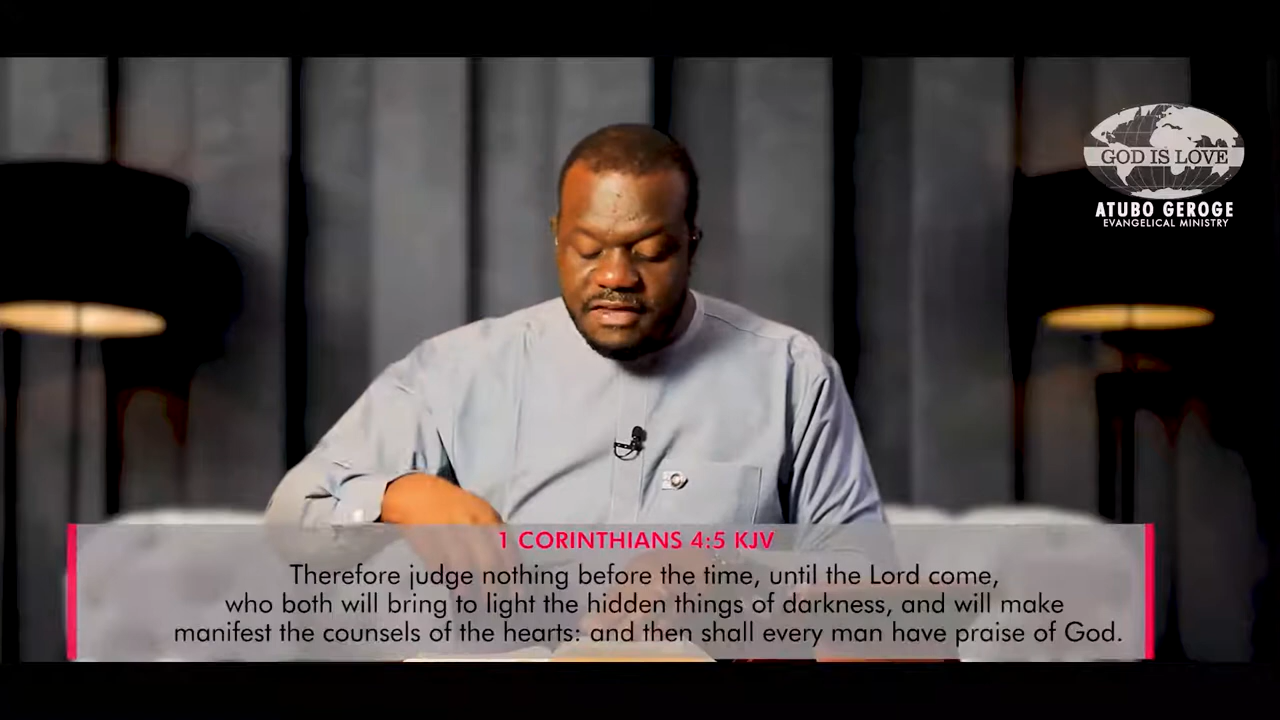 GOD IS LOVE
ATUBO GEROGE
EVANGELICAL MINISTRY
1 CORINTHIANS 4:5 KJV
Therefore judge nothing before the time, until the Lord come,
who both will bring to light the hidden things of darkness, and will make
manifest the counsels of the hearts: and then shall every man have praise of God.